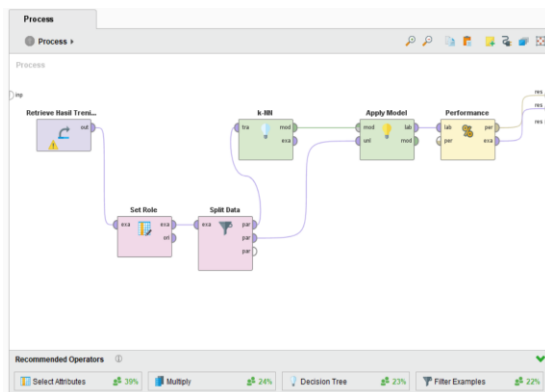 Process
Process
Process
inp
Retrieve Hasil Treni...
out
k-NN
tra
mod
exa
Apply Model
mod
unl
lab
mod
Performance
lab
per
per
exa
res
res
res
Set Role
exa
exa
ori
Split Data
exa
par
par
par
Recommended Operators
Select Attributes
39%
Multiply
24%
Decision Tree
23%
Filter Examples
22%